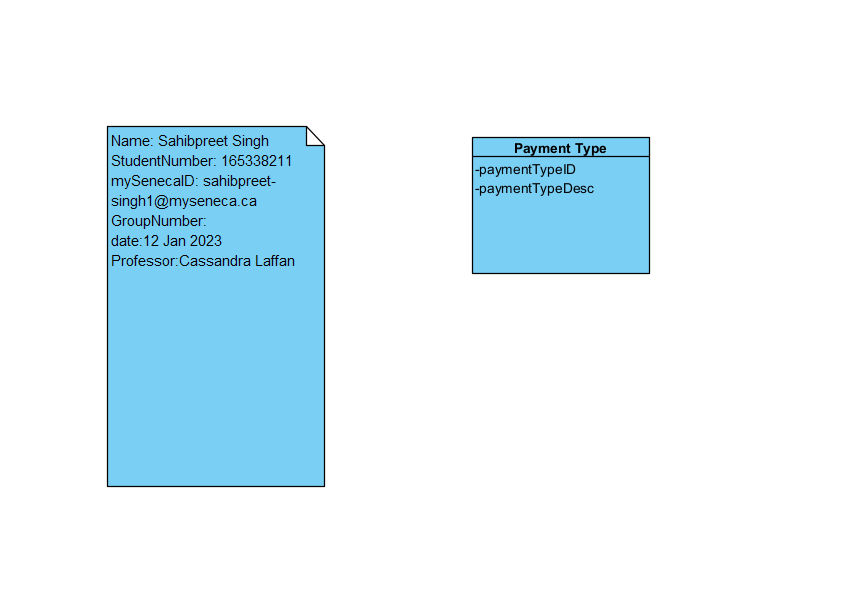 Name: Sahibpreet Singh
StudentNumber: 165338211
mySenecaID: sahibpreet-
singh1@myseneca.ca
GroupNumber:
date:12 Jan 2023
Professor:Cassandra Laffan
Payment Type
-paymentTypeID
-paymentTypeDesc